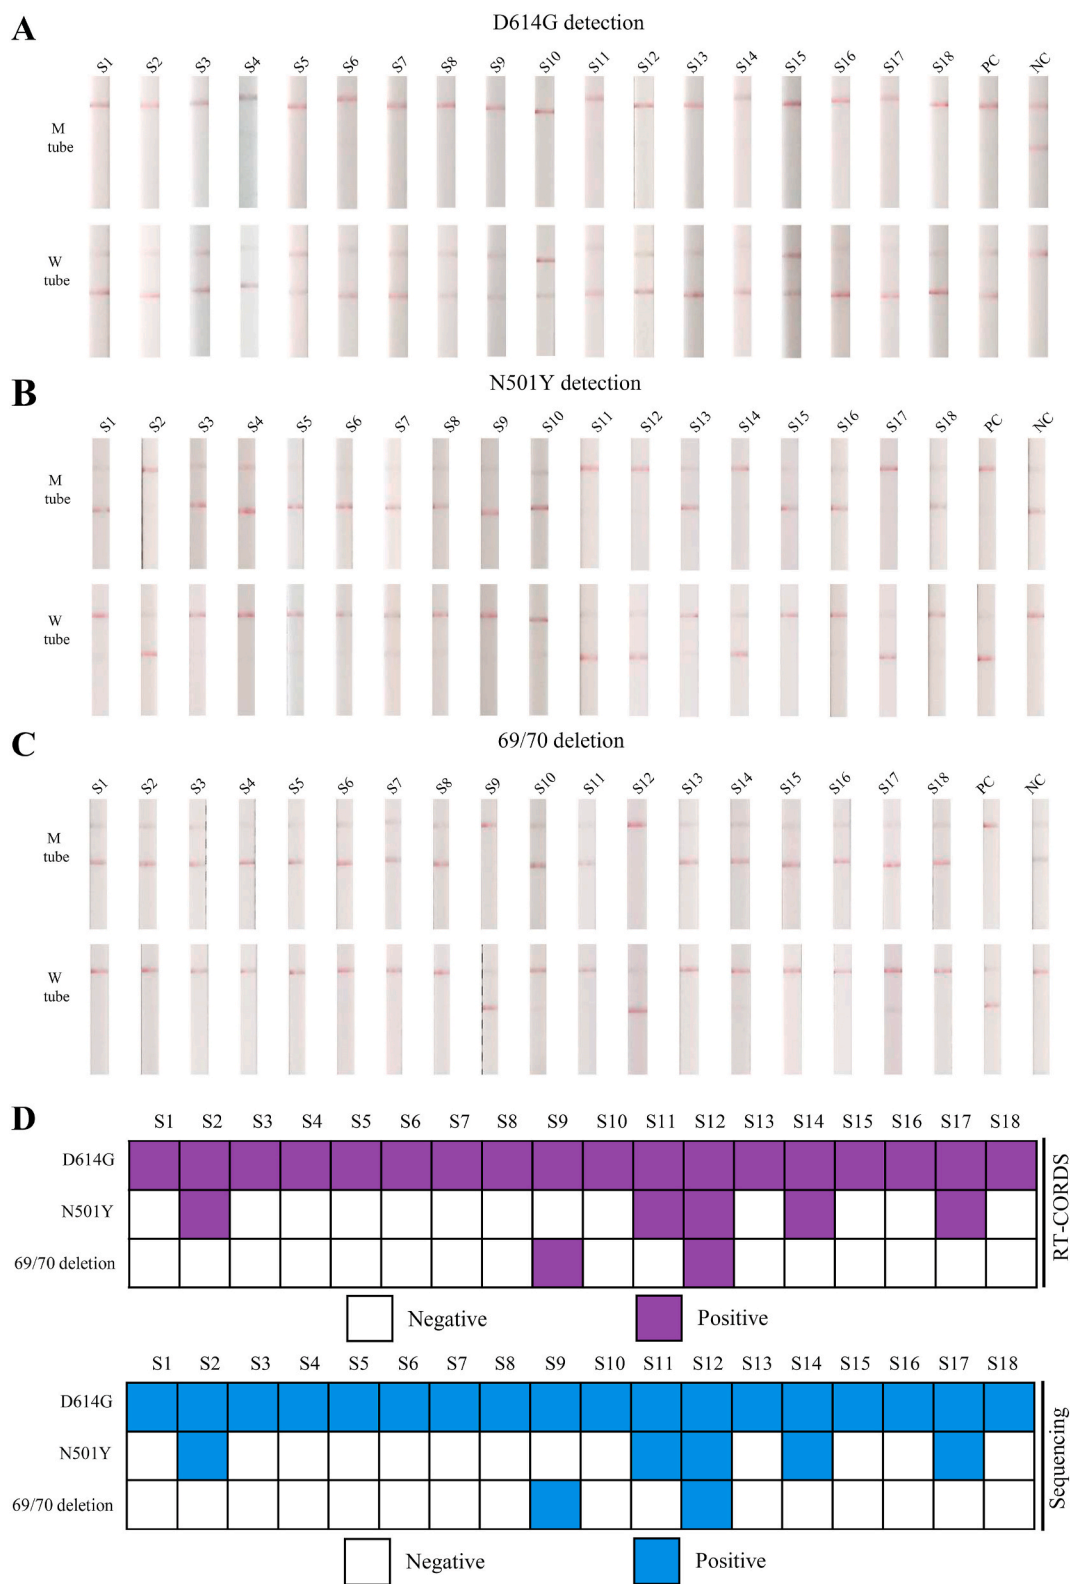 A
D614G detection
S1 S2 S3 S4 S5 S6 S7 S8 S9 S10 S11 S12 S13 S14 S15 S16 S17 S18 PC NC
M
tube
W
tube
B
N501Y detection
S1 S2 S3 S4 S5 S6 S7 S8 S9 S10 S11 S12 S13 S14 S15 S16 S17 S18 PC NC
M
tube
W
tube
C
69/70 deletion
S1 S2 S3 S4 S5 S6 S7 S8 S9 S10 S11 S12 S13 S14 S15 S16 S17 S18 PC NC
M
tube
W
tube
D
S1 S2 S3 S4 S5 S6 S7 S8 S9 S10 S11 S12 S13 S14 S15 S16 S17 S18
D614G
N501Y
69/70 deletion
RT-CORDS
Negative Positive
S1 S2 S3 S4 S5 S6 S7 S8 S9 S10 S11 S12 S13 S14 S15 S16 S17 S18
D614G
N501Y
69/70 deletion
Sequencing
Negative Positive